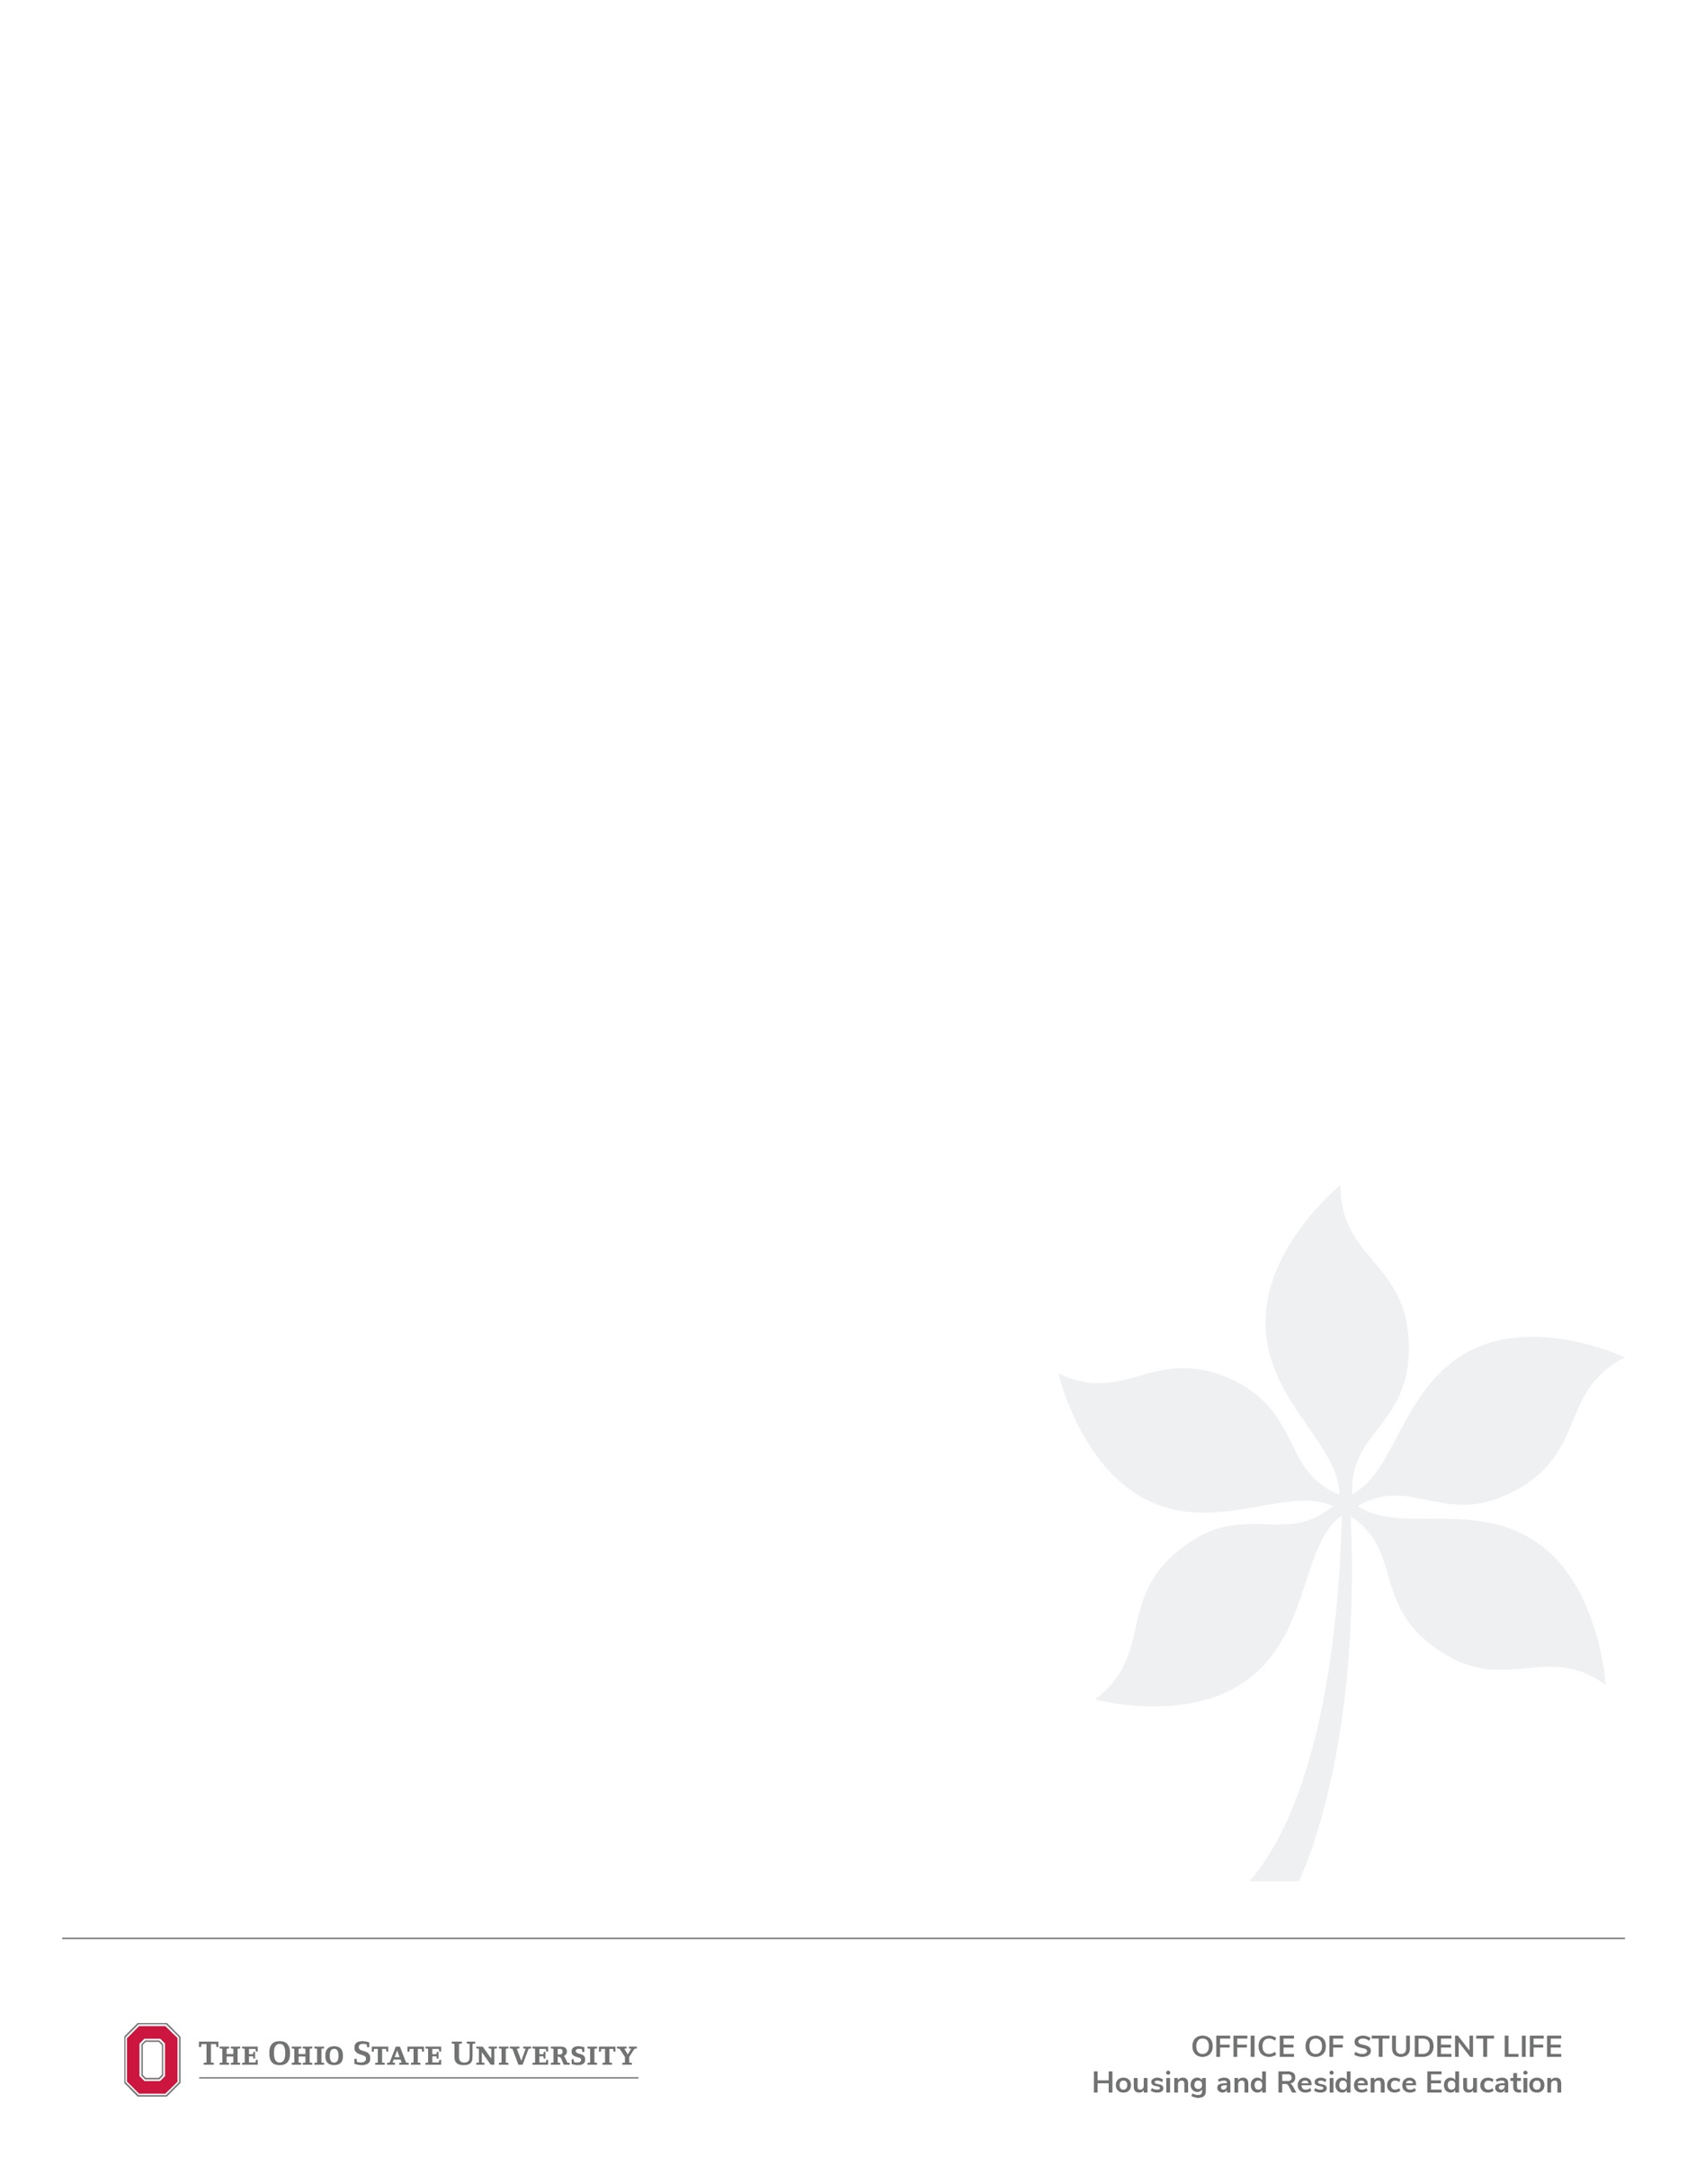 THE OHIO STATE UNIVERSITY
OFFICE OF STUDENT LIFE
Housing and Residence Education